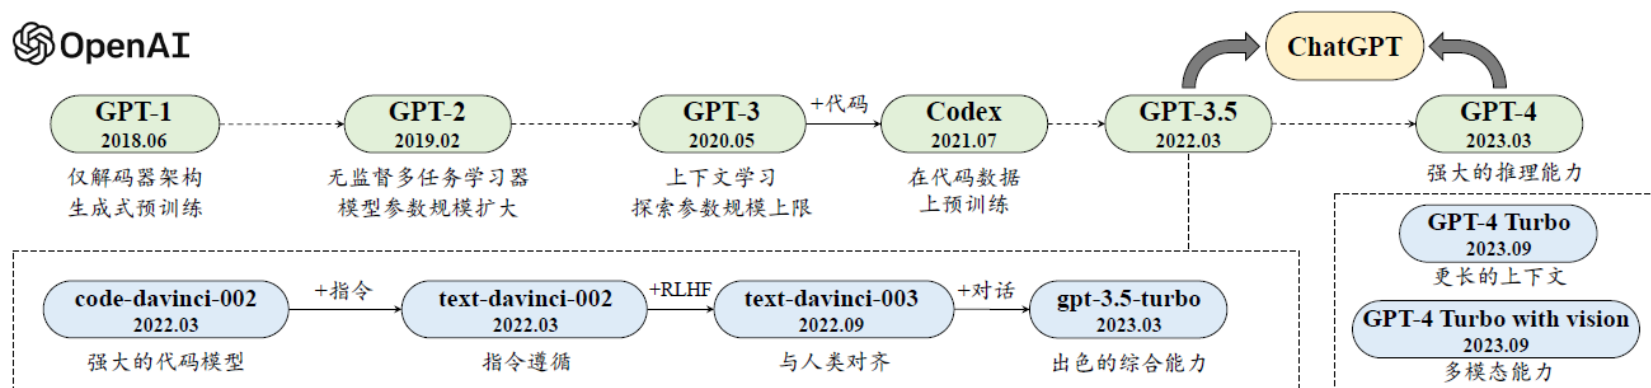 OpenAI
ChatGPT
GPT-1
2018.06
仅解码器架构
生成式预训练
GPT-2
2019.02
无监督多任务学习器
模型参数规模扩大
GPT-3
2020.05
上下文学习
探索参数规模上限
+代码
Codex
2021.07
在代码数据
上预训练
GPT-3.5
2022.03
GPT-4
2023.03
强大的推理能力
code-davinci-002
2022.03
强大的代码模型
+指令
text-davinci-002
2022.03
指令遵循
+RLHF
text-davinci-003
2022.09
与人类对齐
+对话
gpt-3.5-turbo
2023.03
出色的综合能力
GPT-4 Turbo
2023.09
更长的上下文
GPT-4 Turbo with vision
2023.09
多模态能力